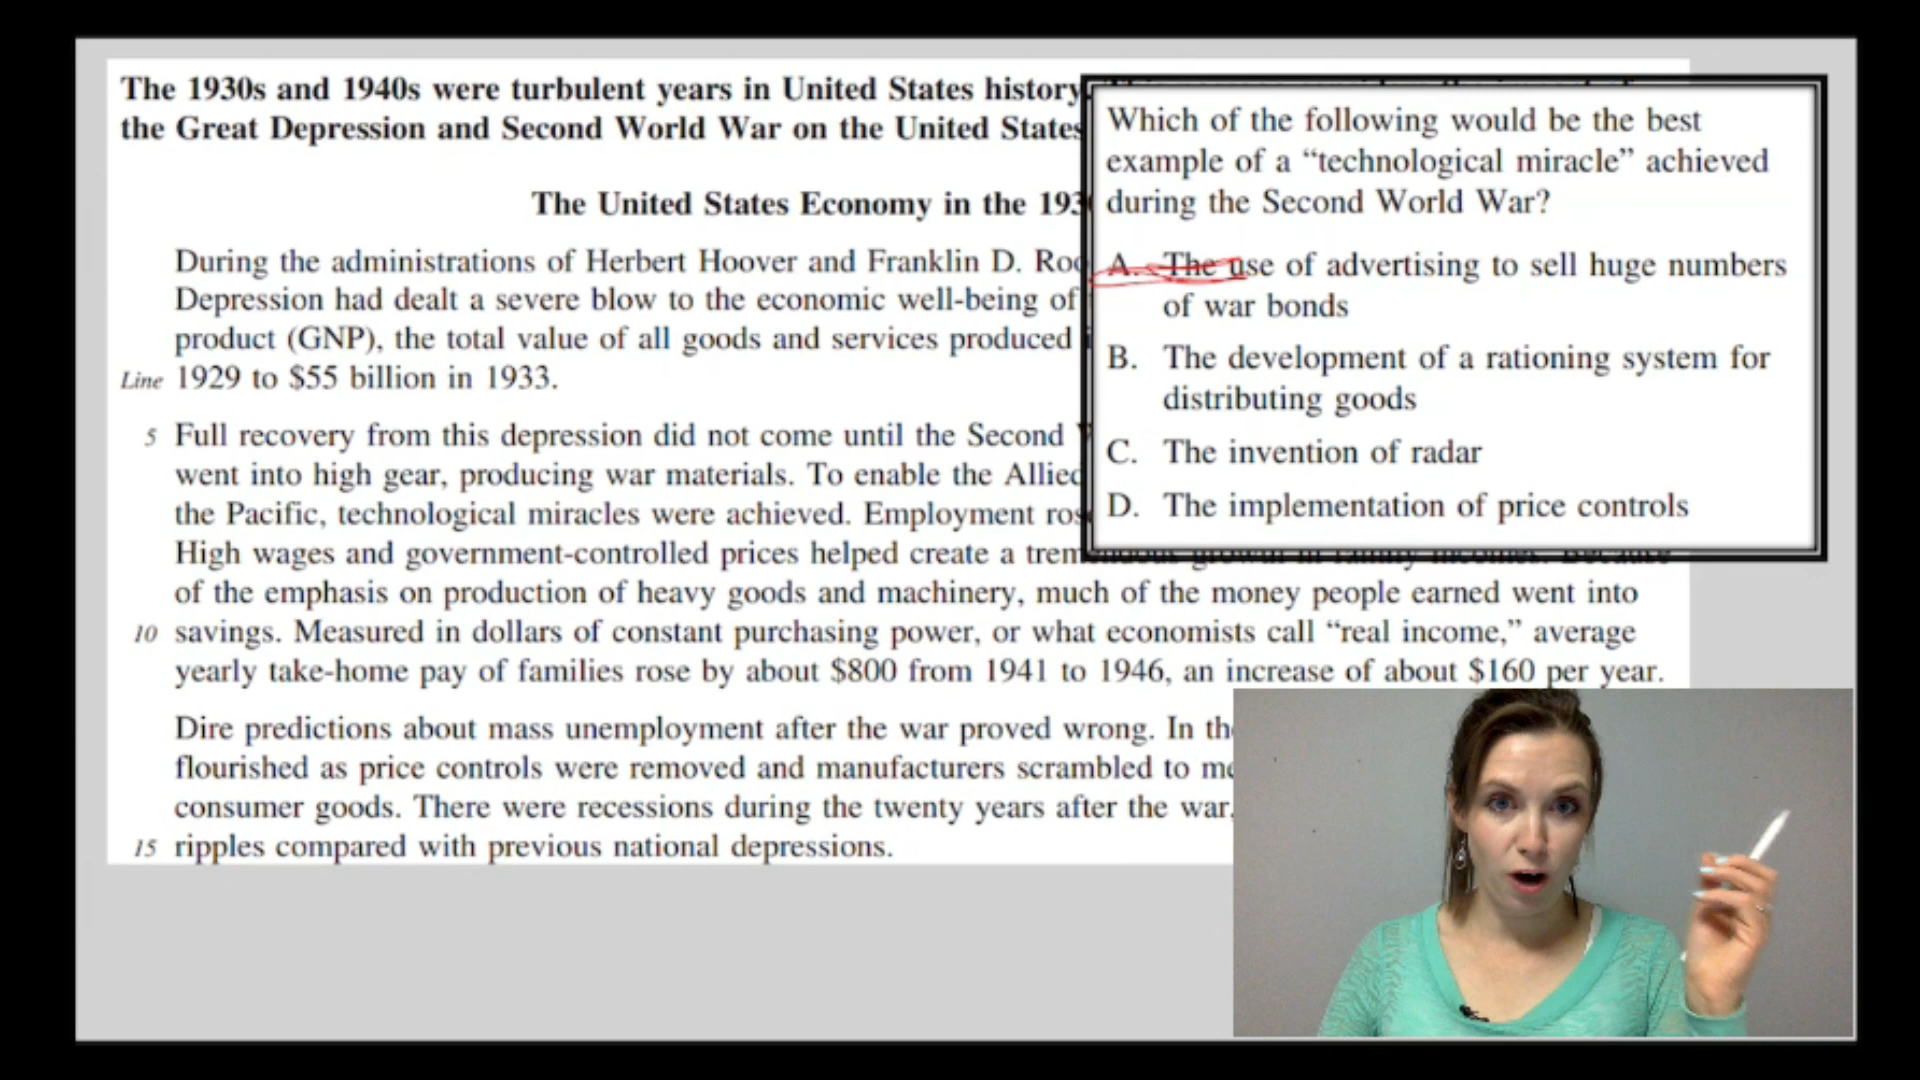 The 1930s and 1940s were turbulent years in United States history.
the Great Depression and Second World War on the United States
The United States Economy in the 193
During the administrations of Herbert Hoover and Franklin D. Roo
Depression had dealt a severe blow to the economic well-being of
product (GNP), the total value of all goods and services produced
Line 1929 to $55 billion in 1933.
5 Full recovery from this depression did not come until the Second
went into high gear, producing war materials. To enable the Allied
the Pacific, technological miracles were achieved. Employment rose
High wages and government-controlled prices helped create a tremendous growth in family incomes. Because
of the emphasis on production of heavy goods and machinery, much of the money people earned went into
10 savings. Measured in dollars of constant purchasing power, or what economists call “real income,” average
yearly take-home pay of families rose by about $800 from 1941 to 1946, an increase of about $160 per year.
Dire predictions about mass unemployment after the war proved wrong. In the
flourished as price controls were removed and manufacturers scrambled to me
consumer goods. There were recessions during the twenty years after the war,
15 ripples compared with previous national depressions.
Which of the following would be the best
example of a “technological miracle” achieved
during the Second World War?
A. The use of advertising to sell huge numbers
of war bonds
B. The development of a rationing system for
distributing goods
C. The invention of radar
D. The implementation of price controls